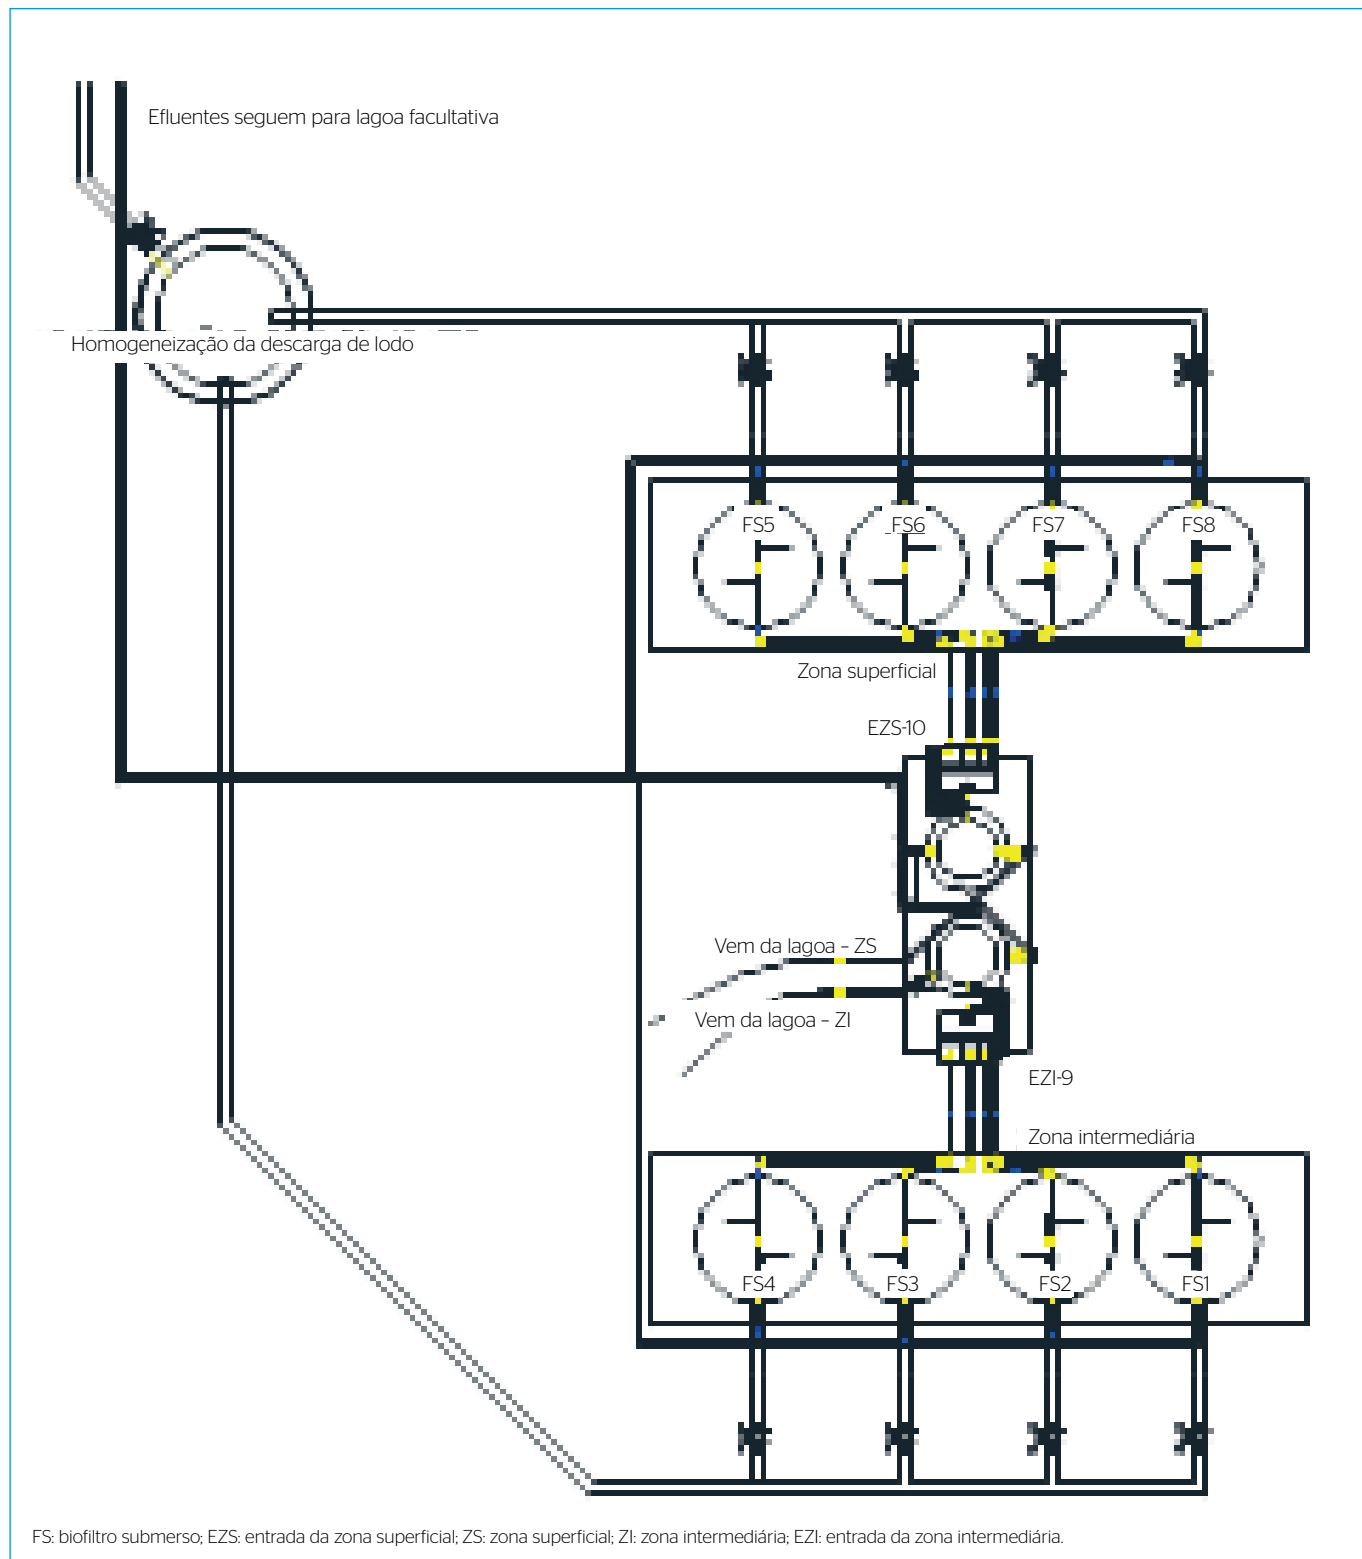 Efluentes seguem para lagoa facultativa
Homogeneização da descarga de lodo
FS5
FS6
FS7
FS8
Zona superficial
EZS-10
Vem da lagoa – ZS
Vem da lagoa – ZI
EZI-9
Zona intermediária
FS4
FS3
FS2
FS1
FS: biofiltro submerso; EZS: entrada da zona superficial; ZS: zona superficial; ZI: zona intermediária; EZI: entrada da zona intermediária.